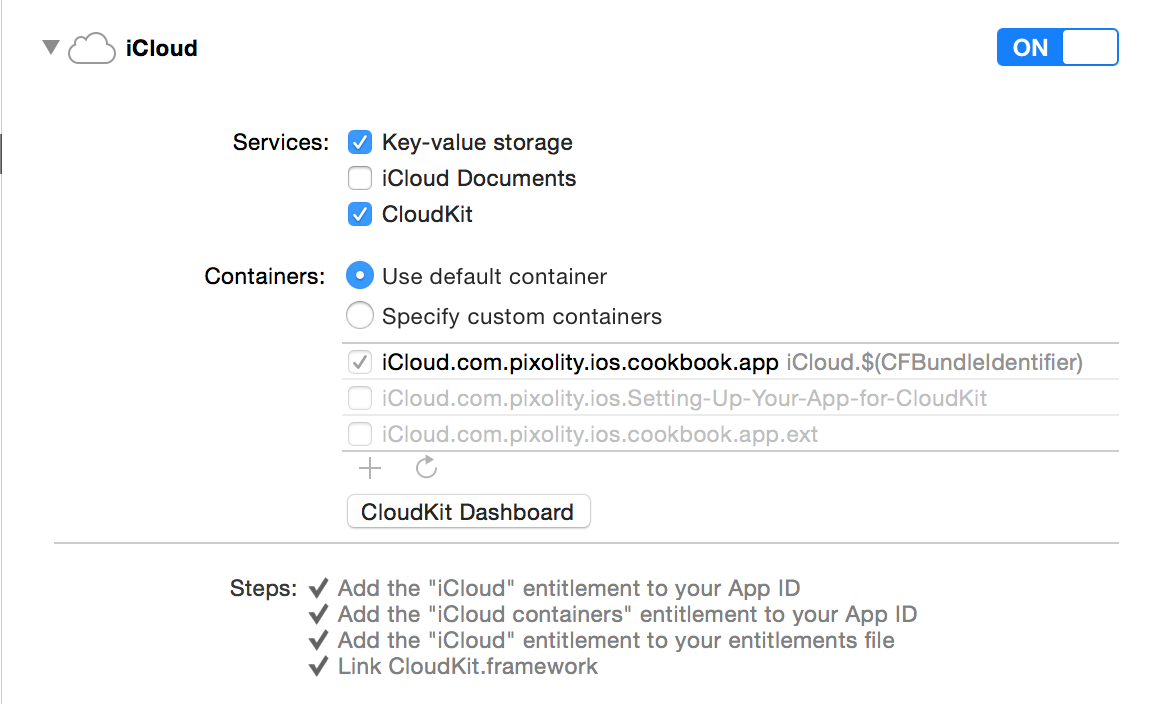 iCloud
ON
Services: Key-value storage
iCloud Documents
CloudKit
Containers: Use default container
Specify custom containers
iCloud.com.pixolity.ios.cookbook.app iCloud.$(CFBundleIdentifier)
iCloud.com.pixolity.ios.Setting-Up-Your-App-for-CloudKit
iCloud.com.pixolity.ios.cookbook.app.ext
CloudKit Dashboard
Steps: ✔ Add the "iCloud" entitlement to your App ID
✔ Add the "iCloud containers" entitlement to your App ID
✔ Add the "iCloud" entitlement to your entitlements file
✔ Link CloudKit.framework